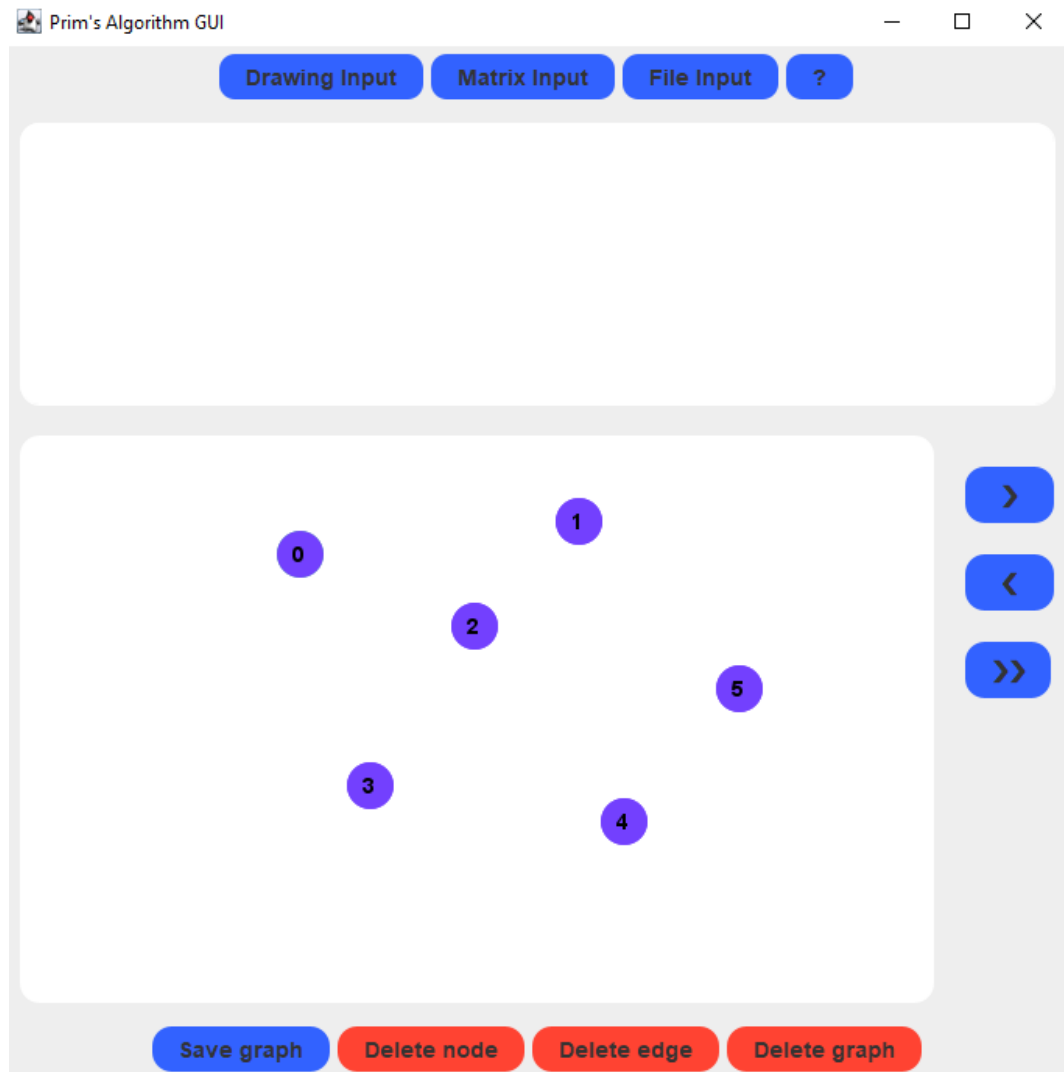 Prim's Algorithm GUI
Drawing Input Matrix Input File Input ?
1
0
2
5
3
4
Save graph Delete node Delete edge Delete graph